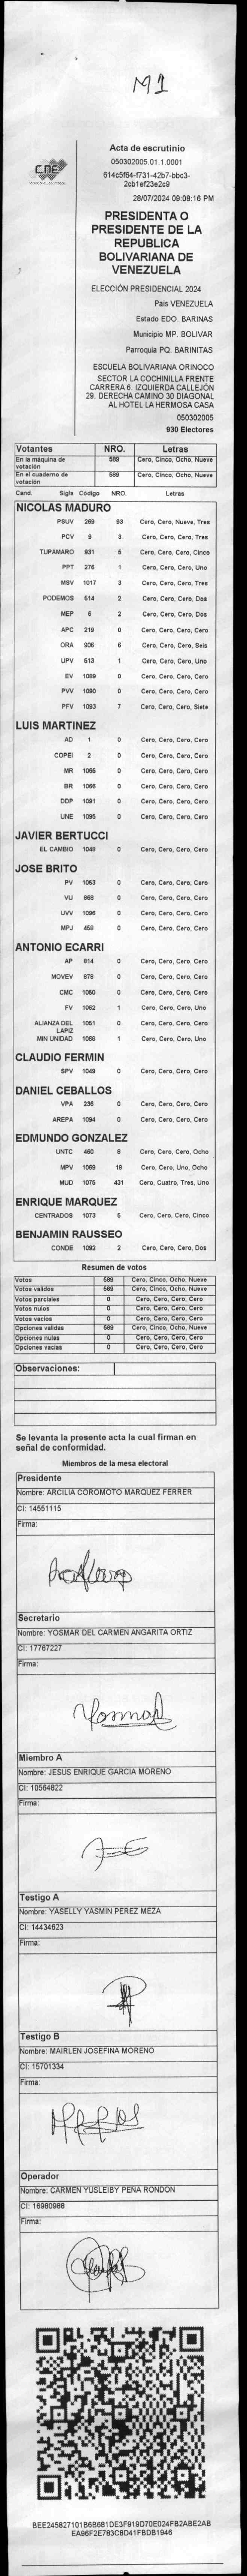 M1
Acta de escrutinio
050302005.01.1.0001
614c5f64-f731-42b7-bbc3-
2cb1ef23e2c9
28/07/2024 09:08:16 PM
CNE
PRESIDENTA O
PRESIDENTE DE LA
REPUBLICA
BOLIVARIANA DE
VENEZUELA
ELECCIÓN PRESIDENCIAL 2024
Pais VENEZUELA
Estado EDO. BARINAS
Municipio MP. BOLIVAR
Parroquia PQ. BARINITAS
ESCUELA BOLIVARIANA ORINOCO
SECTOR LA COCHINILLA FRENTE
CARRERA 6. IZQUIERDA CALLEJÓN
29. DERECHA CAMINO 30 DIAGONAL
AL HOTEL LA HERMOSA CASA
050302005
930 Electores
Votantes NRO. Letras
En la máquina de votación 589 Cero, Cinco, Ocho, Nueve
En el cuaderno de votación 589 Cero, Cinco, Ocho, Nueve
Cand. Sigla Código NRO. Letras
NICOLAS MADURO
PSUV 269 93 Cero, Cero, Nueve, Tres
PCV 9 3 Cero, Cero, Cero, Tres
TUPAMARO 931 5 Cero, Cero, Cero, Cinco
PPT 276 1 Cero, Cero, Cero, Uno
MSV 1017 3 Cero, Cero, Cero, Tres
PODEMOS 514 2 Cero, Cero, Cero, Dos
MEP 6 2 Cero, Cero, Cero, Dos
APC 219 0 Cero, Cero, Cero, Cero
ORA 906 6 Cero, Cero, Cero, Seis
UPV 513 1 Cero, Cero, Cero, Uno
EV 1089 0 Cero, Cero, Cero, Cero
PVV 1090 0 Cero, Cero, Cero, Cero
PFV 1093 7 Cero, Cero, Cero, Siete
LUIS MARTINEZ
AD 1 0 Cero, Cero, Cero, Cero
COPEI 2 0 Cero, Cero, Cero, Cero
MR 1065 0 Cero, Cero, Cero, Cero
BR 1066 0 Cero, Cero, Cero, Cero
DDP 1091 0 Cero, Cero, Cero, Cero
UNE 1095 0 Cero, Cero, Cero, Cero
JAVIER BERTUCCI
EL CAMBIO 1048 0 Cero, Cero, Cero, Cero
JOSE BRITO
PV 1053 0 Cero, Cero, Cero, Cero
VU 868 0 Cero, Cero, Cero, Cero
UVV 1096 0 Cero, Cero, Cero, Cero
MPJ 458 0 Cero, Cero, Cero, Cero
ANTONIO ECARRI
AP 814 0 Cero, Cero, Cero, Cero
MOVEV 879 0 Cero, Cero, Cero, Cero
CMC 1050 0 Cero, Cero, Cero, Cero
FV 1062 1 Cero, Cero, Cero, Uno
ALIANZA DEL LAPIZ 1051 0 Cero, Cero, Cero, Cero
MIN UNIDAD 1068 1 Cero, Cero, Cero, Uno
CLAUDIO FERMIN
SPV 1049 0 Cero, Cero, Cero, Cero
DANIEL CEBALLOS
VPA 236 0 Cero, Cero, Cero, Cero
AREPA 1094 0 Cero, Cero, Cero, Cero
EDMUNDO GONZALEZ
UNTC 460 8 Cero, Cero, Cero, Ocho
MPV 1069 18 Cero, Cero, Uno, Ocho
MUD 1075 431 Cero, Cuatro, Tres, Uno
ENRIQUE MARQUEZ
CENTRADOS 1073 5 Cero, Cero, Cero, Cinco
BENJAMIN RAUSSEO
CONDE 1092 2 Cero, Cero, Cero, Dos
Resumen de votos
Votos 589 Cero, Cinco, Ocho, Nueve
Votos validos 589 Cero, Cinco, Ocho, Nueve
Votos parciales 0 Cero, Cero, Cero, Cero
Votos nulos 0 Cero, Cero, Cero, Cero
Votos vacios 0 Cero, Cero, Cero, Cero
Opciones validas 589 Cero, Cinco, Ocho, Nueve
Opciones nulas 0 Cero, Cero, Cero, Cero
Opciones vacias 0 Cero, Cero, Cero, Cero
Observaciones:
Se levanta la presente acta la cual firman en
señal de conformidad.
Miembros de la mesa electoral
Presidente
Nombre: ARCILIA COROMOTO MARQUEZ FERRER
CI: 14551115
Firma:
Secretario
Nombre: YOSMAR DEL CARMEN ANGARITA ORTIZ
CI: 17767227
Firma:
Yosmar
Miembro A
Nombre: JESUS ENRIQUE GARCIA MORENO
CI: 10564822
Firma:
Testigo A
Nombre: YASELLY YASMIN PEREZ MEZA
CI: 14434623
Firma:
Testigo B
Nombre: MAIRLEN JOSEFINA MORENO
CI: 15701334
Firma:
Operador
Nombre: CARMEN YUSLEIBY PEÑA RONDON
CI: 16980988
Firma:
BEE245827101B6B681DE3F919D70E024FB2ABE2AB
EA96F2E783C8D41FBDB1946